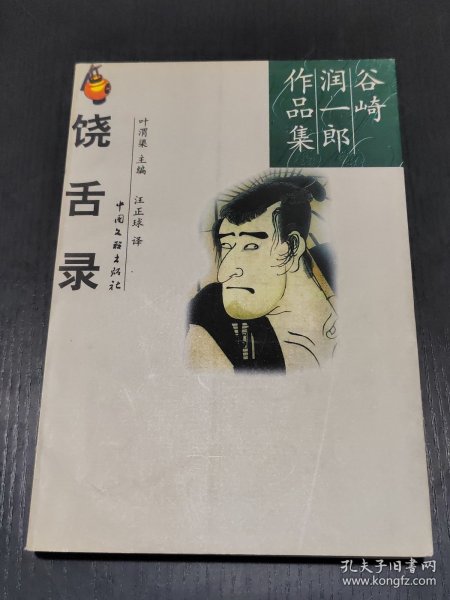 谷崎
润一郎
作品集
饶舌录
叶渭渠 主编
汪正球 译
中国文联出版社
孔夫子旧书网
www.kongfz.com